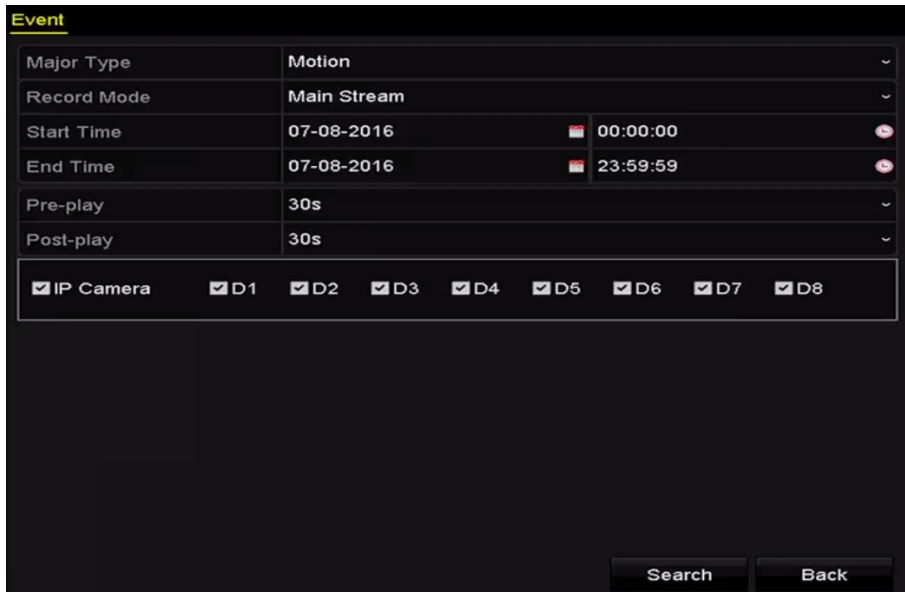 Event
Major Type Motion
Record Mode Main Stream
Start Time 07-08-2016 00:00:00
End Time 07-08-2016 23:59:59
Pre-play 30s
Post-play 30s
IP Camera D1 D2 D3 D4 D5 D6 D7 D8
Search Back